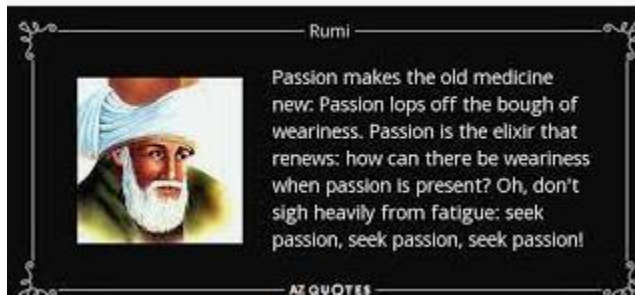 Rumi
Passion makes the old medicine
new: Passion lops off the bough of
weariness. Passion is the elixir that
renews: how can there be weariness
when passion is present? Oh, don't
sigh heavily from fatigue: seek
passion, seek passion, seek passion!
AZ QUOTES